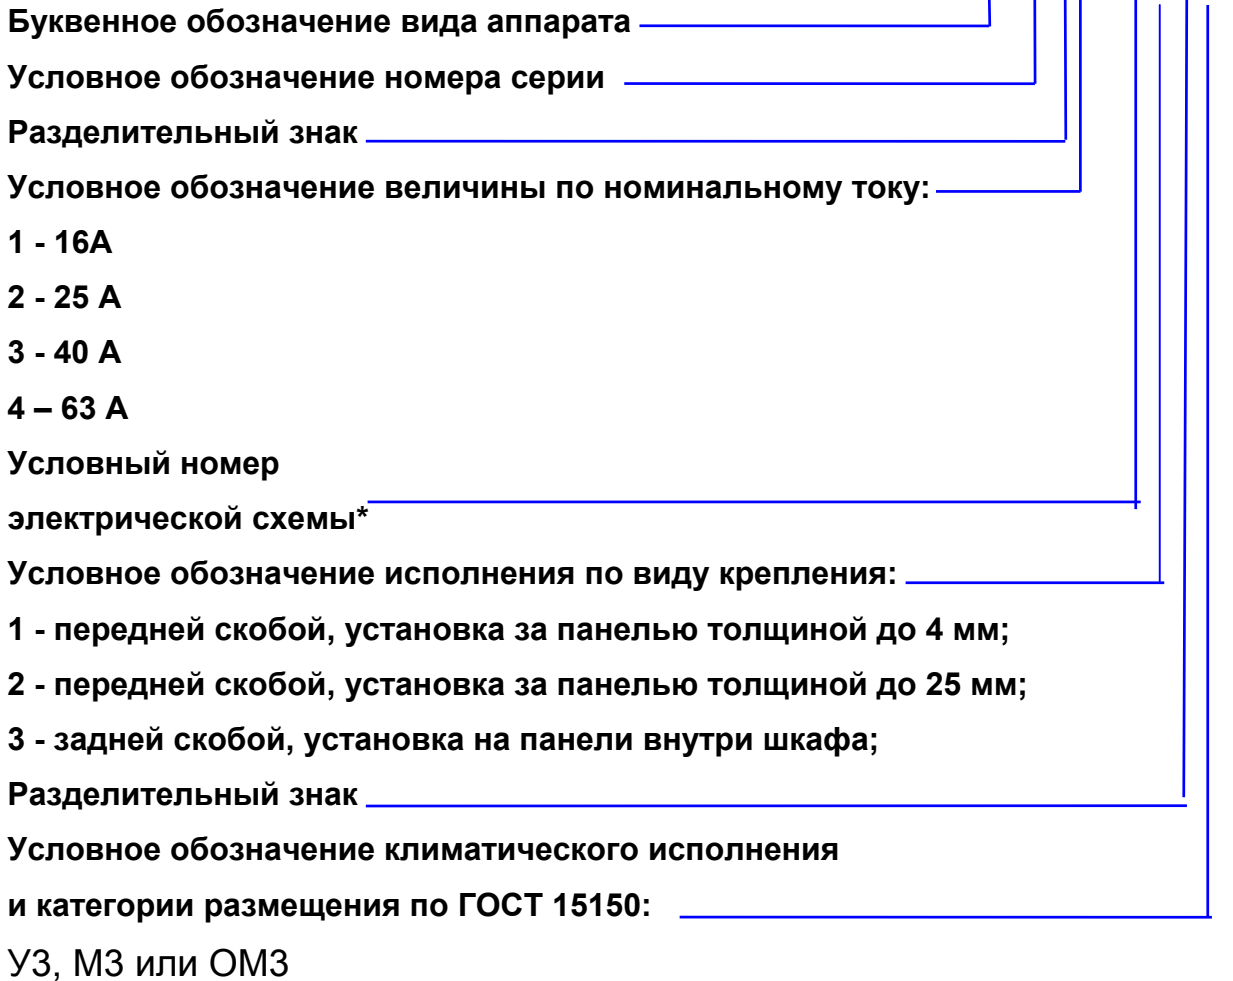 Буквенное обозначение вида аппарата
Условное обозначение номера серии
Разделительный знак
Условное обозначение величины по номинальному току:
1 - 16А
2 - 25 А
3 - 40 А
4 – 63 А
Условный номер
электрической схемы*
Условное обозначение исполнения по виду крепления:
1 - передней скобой, установка за панелью толщиной до 4 мм;
2 - передней скобой, установка за панелью толщиной до 25 мм;
3 - задней скобой, установка на панели внутри шкафа;
Разделительный знак
Условное обозначение климатического исполнения
и категории размещения по ГОСТ 15150:
У3, М3 или ОМ3